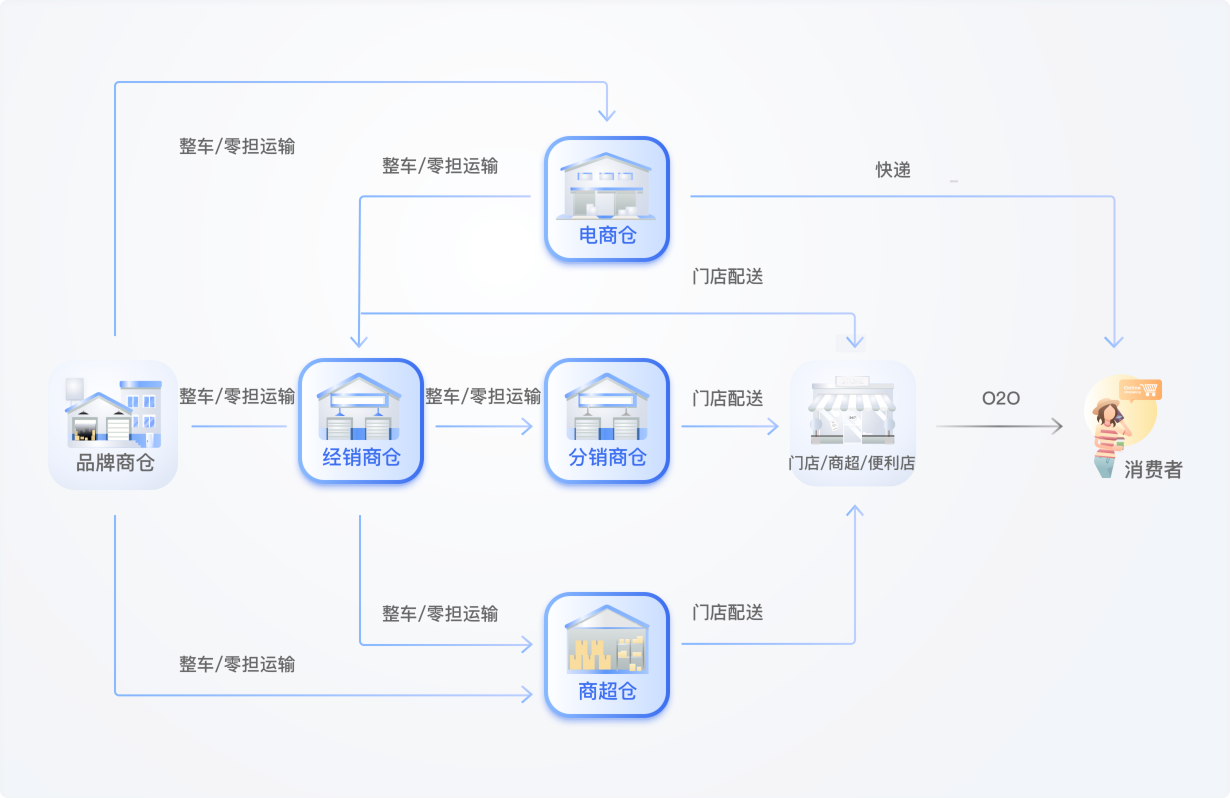 整车/零担运输
整车/零担运输
快递
电商仓
门店配送
整车/零担运输
整车/零担运输
门店配送
O2O
品牌商仓
经销商仓
分销商仓
门店/商超/便利店
消费者
整车/零担运输
门店配送
整车/零担运输
商超仓